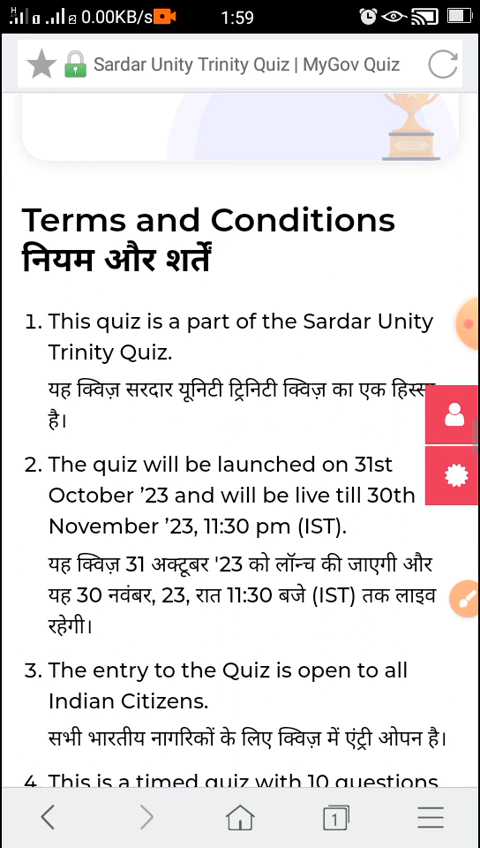 0.00KB/s
1:59
Sardar Unity Trinity Quiz | MyGov Quiz
Terms and Conditions
नियम और शर्तें
1. This quiz is a part of the Sardar Unity
Trinity Quiz.
यह क्विज़ सरदार यूनिटी ट्रिनिटी क्विज़ का एक हिस्सा
है।
2. The quiz will be launched on 31st
October ’23 and will be live till 30th
November ’23, 11:30 pm (IST).
यह क्विज़ 31 अक्टूबर '23 को लॉन्च की जाएगी और
यह 30 नवंबर, 23, रात 11:30 बजे (IST) तक लाइव
रहेगी।
3. The entry to the Quiz is open to all
Indian Citizens.
सभी भारतीय नागरिकों के लिए क्विज़ में एंट्री ओपन है।
4. This is a timed quiz with 10 questions
1